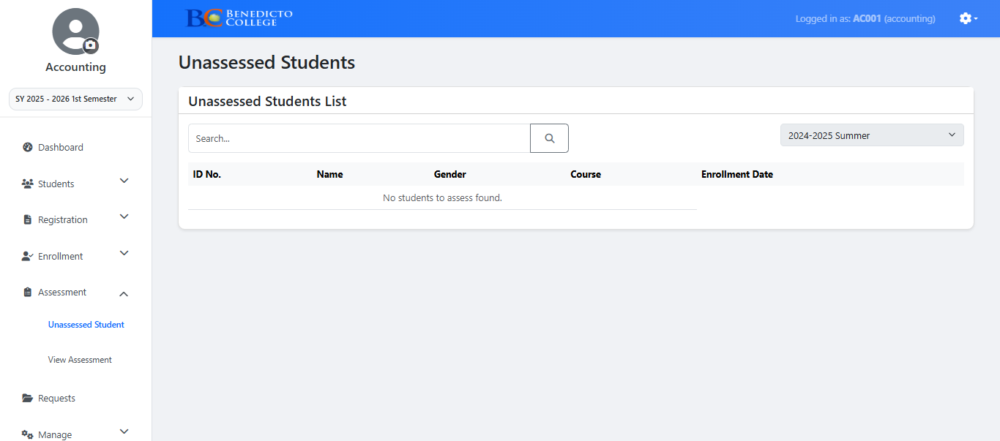 Accounting
SY 2025 - 2026 1st Semester
Dashboard
Students
Registration
Enrollment
Assessment
Unassessed Student
View Assessment
Requests
Manage
BC BENEDICTO
COLLEGE
Logged in as: AC001 (accounting)
Unassessed Students
Unassessed Students List
Search...
2024-2025 Summer
ID No. Name Gender Course Enrollment Date
No students to assess found.